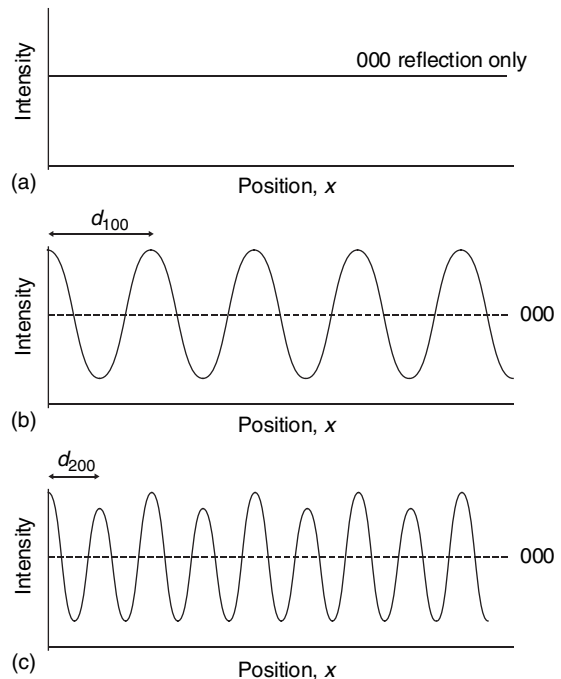 Intensity
000 reflection only
(a)
Position, x
d100
Intensity
000
(b)
Position, x
d200
Intensity
000
(c)
Position, x